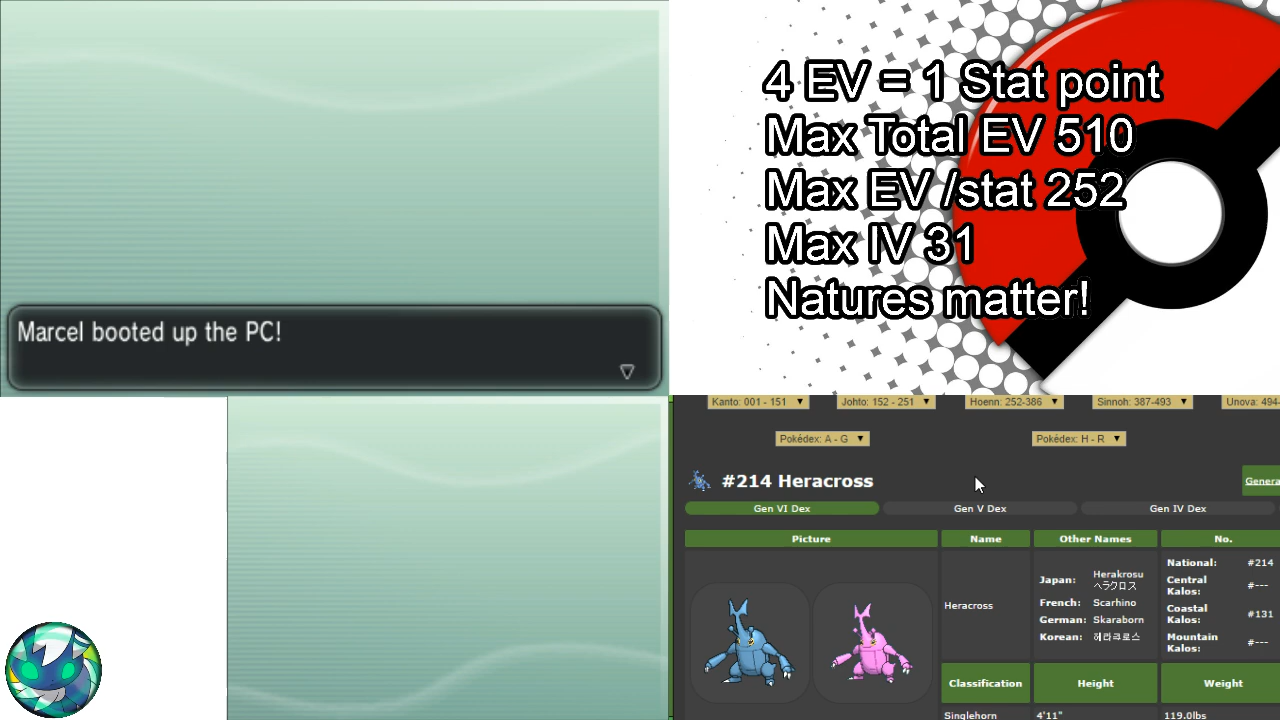 4 EV = 1 Stat point
Max Total EV 510
Max EV /stat 252
Max IV 31
Natures matter!
Marcel booted up the PC!
Kanto: 001 - 151
Johto: 152 - 251
Hoenn: 252-386
Sinnoh: 387-493
Unova: 494-
Pokédex: A - G
Pokédex: H - R
#214 Heracross
Genera
Gen VI Dex
Gen V Dex
Gen IV Dex
Picture
Name
Other Names
No.
Heracross
Japan: Herakrosu
ヘラクロス
French: Scarhino
German: Skaraborn
Korean: 헤라크로스
National: #214
Central Kalos: #---
Coastal Kalos: #131
Mountain Kalos: #---
Classification
Height
Weight
Singlehorn
4'11"
119.0lbs